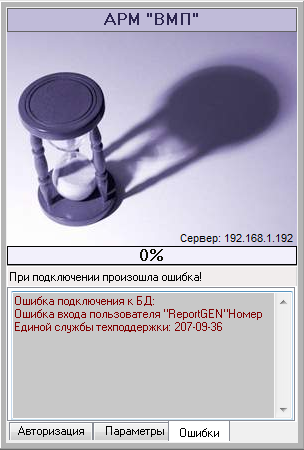 АРМ "ВМП"
Сервер: 192.168.1.192
0%
При подключении произошла ошибка!
Ошибка подключения к БД:
Ошибка входа пользователя "ReportGEN"Номер
Единой службы техподдержки: 207-09-36
Авторизация Параметры Ошибки